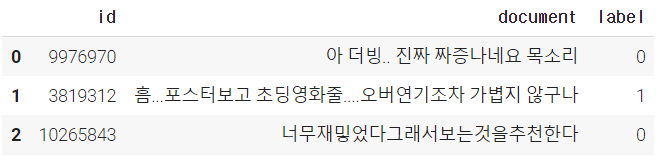 id document label
0 9976970 아 더빙.. 진짜 짜증나네요 목소리 0
1 3819312 흠...포스터보고 초딩영화줄....오버연기조차 가볍지 않구나 1
2 10265843 너무재밓었다그래서보는것을추천한다 0